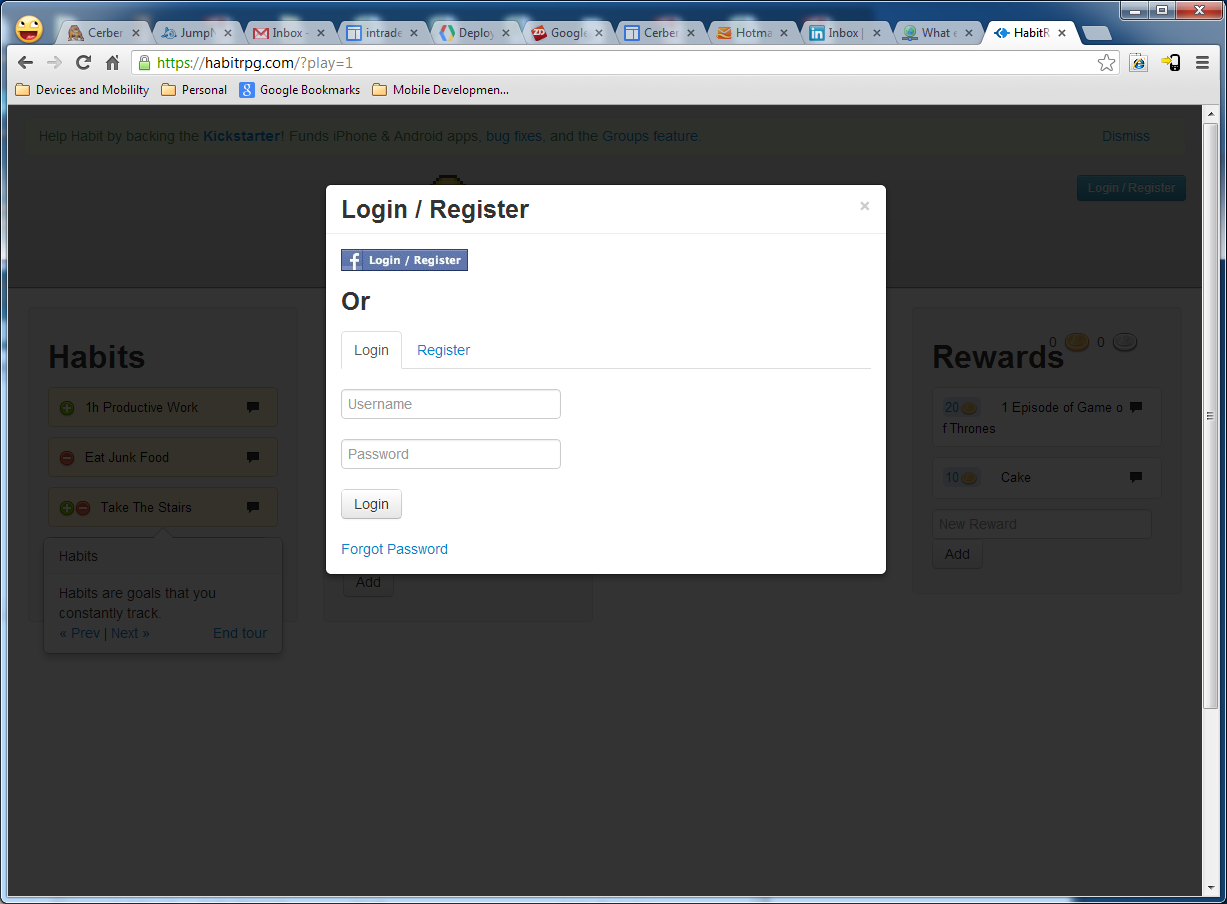 Cerber JumpN Inbox - intrade Deploy Google Cerber Hotma Inbox | What e HabitR
https://habitrpg.com/?play=1
Devices and Mobililty Personal Google Bookmarks Mobile Developmen...
Help Habit by backing the Kickstarter! Funds iPhone & Android apps, bug fixes, and the Groups feature. Dismiss
Login / Register
Login / Register ×
f Login / Register
Or
Login Register
Username
Password
Login
Forgot Password
Habits
1h Productive Work
Eat Junk Food
Take The Stairs
Habits
Habits are goals that you
constantly track.
« Prev | Next » End tour
Add
0 0
Rewards
20 1 Episode of Game o
f Thrones
10 Cake
New Reward
Add